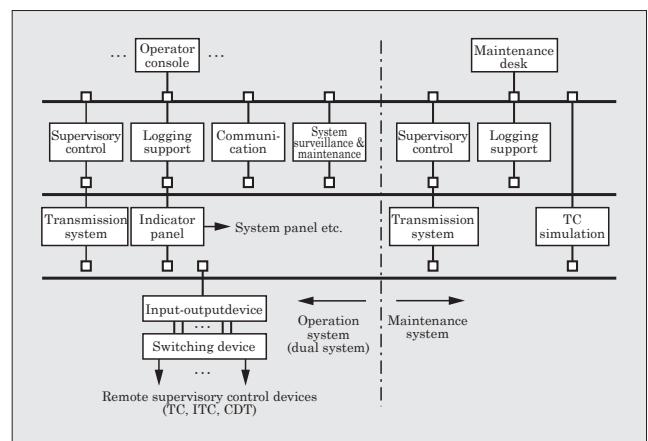 ... Operator console ...
Maintenance desk
Supervisory control
Logging support
Communi-
cation
System surveillance & maintenance
Supervisory control
Logging support
Transmission system
Indicator panel
System panel etc.
Transmission system
TC simulation
Input-outputdevice
...
Switching device
...
Operation system (dual system)
Maintenance system
Remote supervisory control devices
(TC, ITC, CDT)